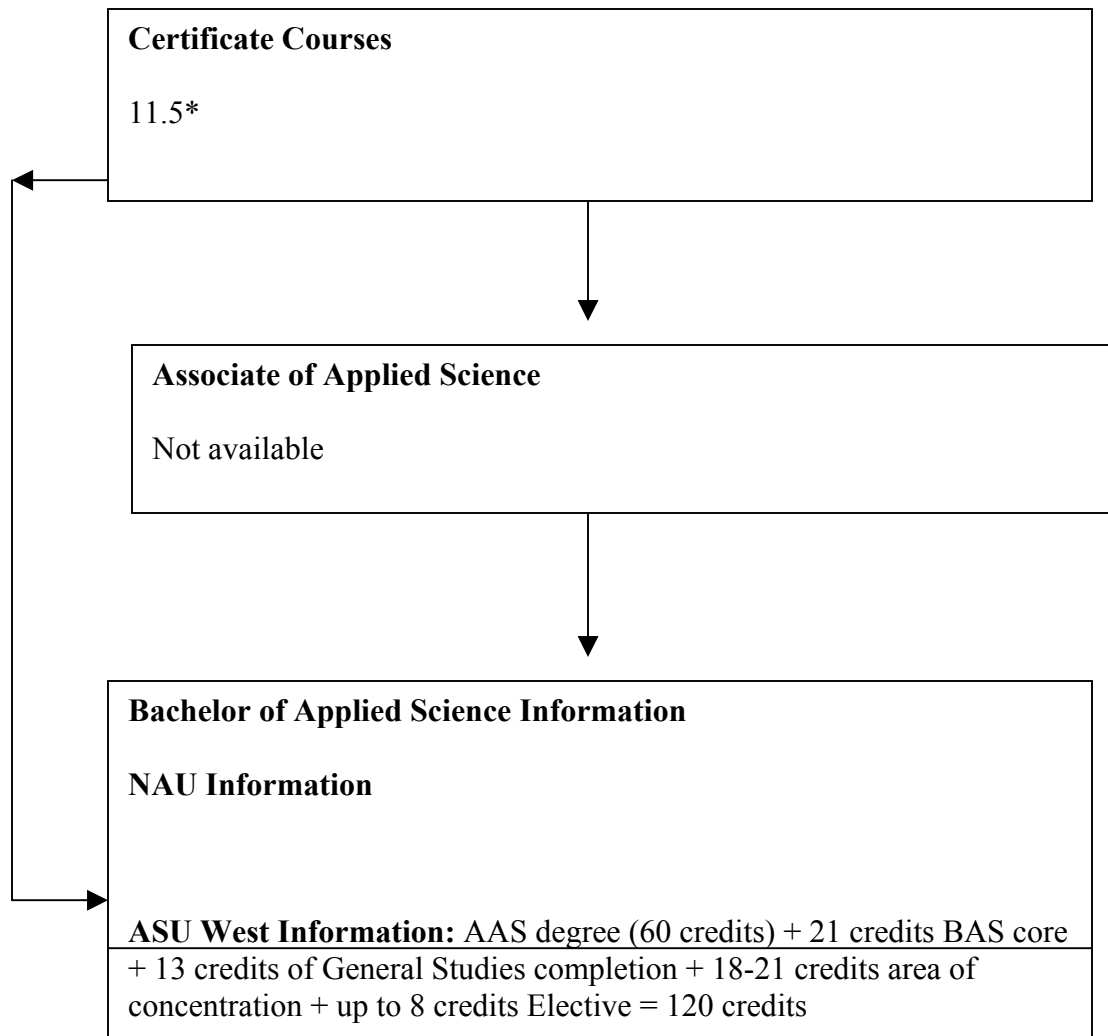 Certificate Courses
11.5*
Associate of Applied Science
Not available
Bachelor of Applied Science Information
NAU Information
ASU West Information: AAS degree (60 credits) + 21 credits BAS core
+ 13 credits of General Studies completion + 18-21 credits area of
concentration + up to 8 credits Elective = 120 credits